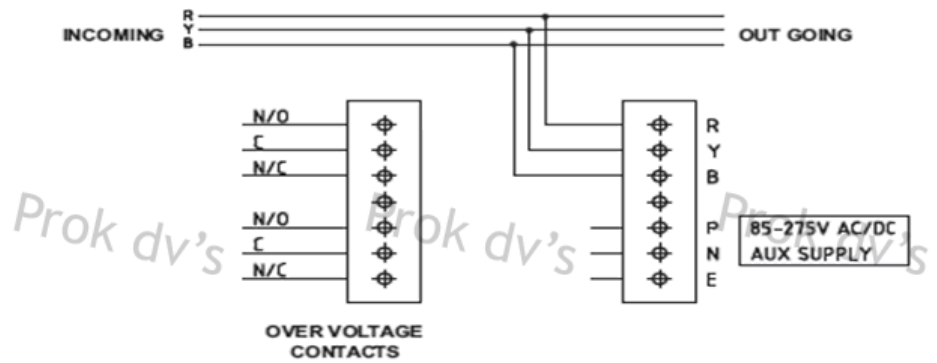 R
INCOMING Y OUT GOING
B
N/O R
C Y
N/C B
N/O P 85-275V AC/DC
C N AUX SUPPLY
N/C E
Prok dv's Prok dv's Prok dv's
OVER VOLTAGE
CONTACTS